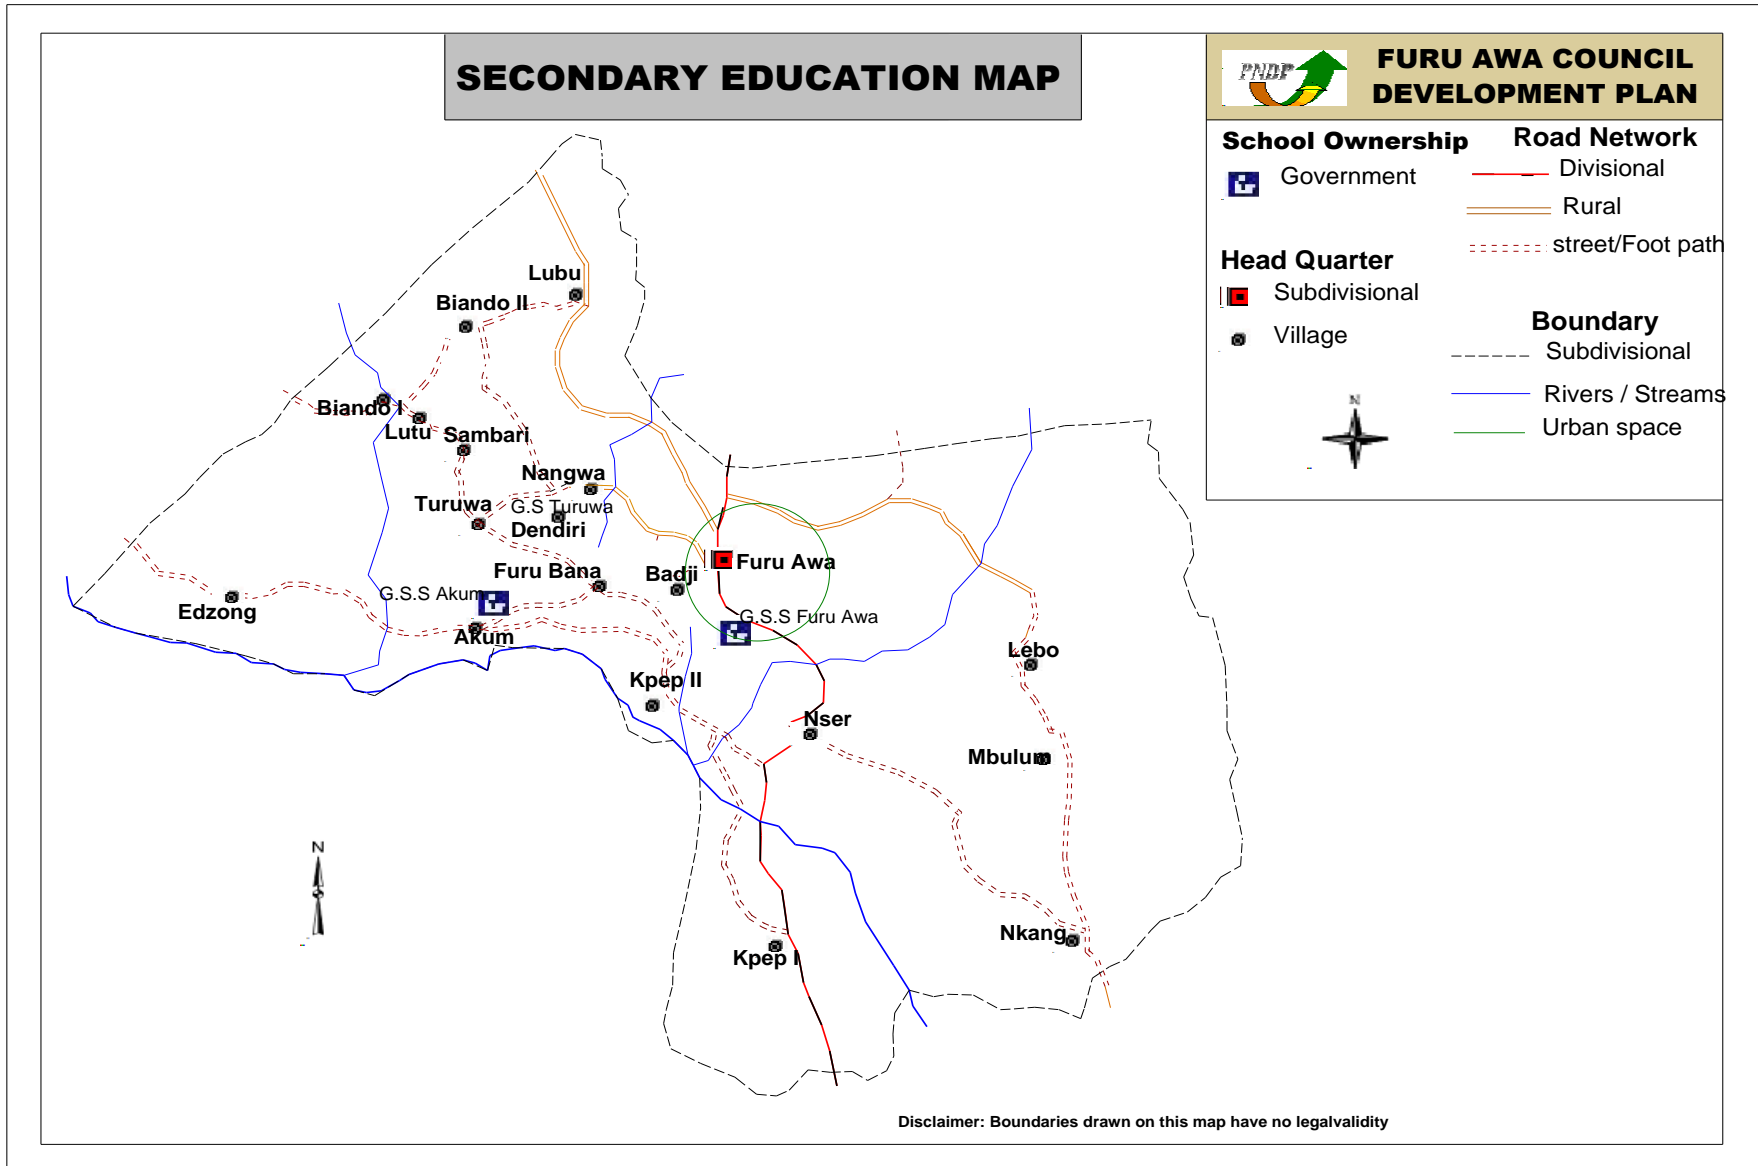 SECONDARY EDUCATION MAP
PNDP
FURU AWA COUNCIL
DEVELOPMENT PLAN
School Ownership
Government
Head Quarter
Subdivisional
Village
Road Network
Divisional
Rural
street/Foot path
Boundary
Subdivisional
Rivers / Streams
Urban space
N
Lubu
Biando II
Biando I
Lutu
Sambari
Nangwa
Turuwa
G.S Turuwa
Dendiri
Furu Bana
Badji
Furu Awa
Edzong
G.S.S Akum
Akum
G.S.S Furu Awa
Lebo
Kpep II
Nser
Mbulum
N
Nkang
Kpep I
Disclaimer: Boundaries drawn on this map have no legalvalidity